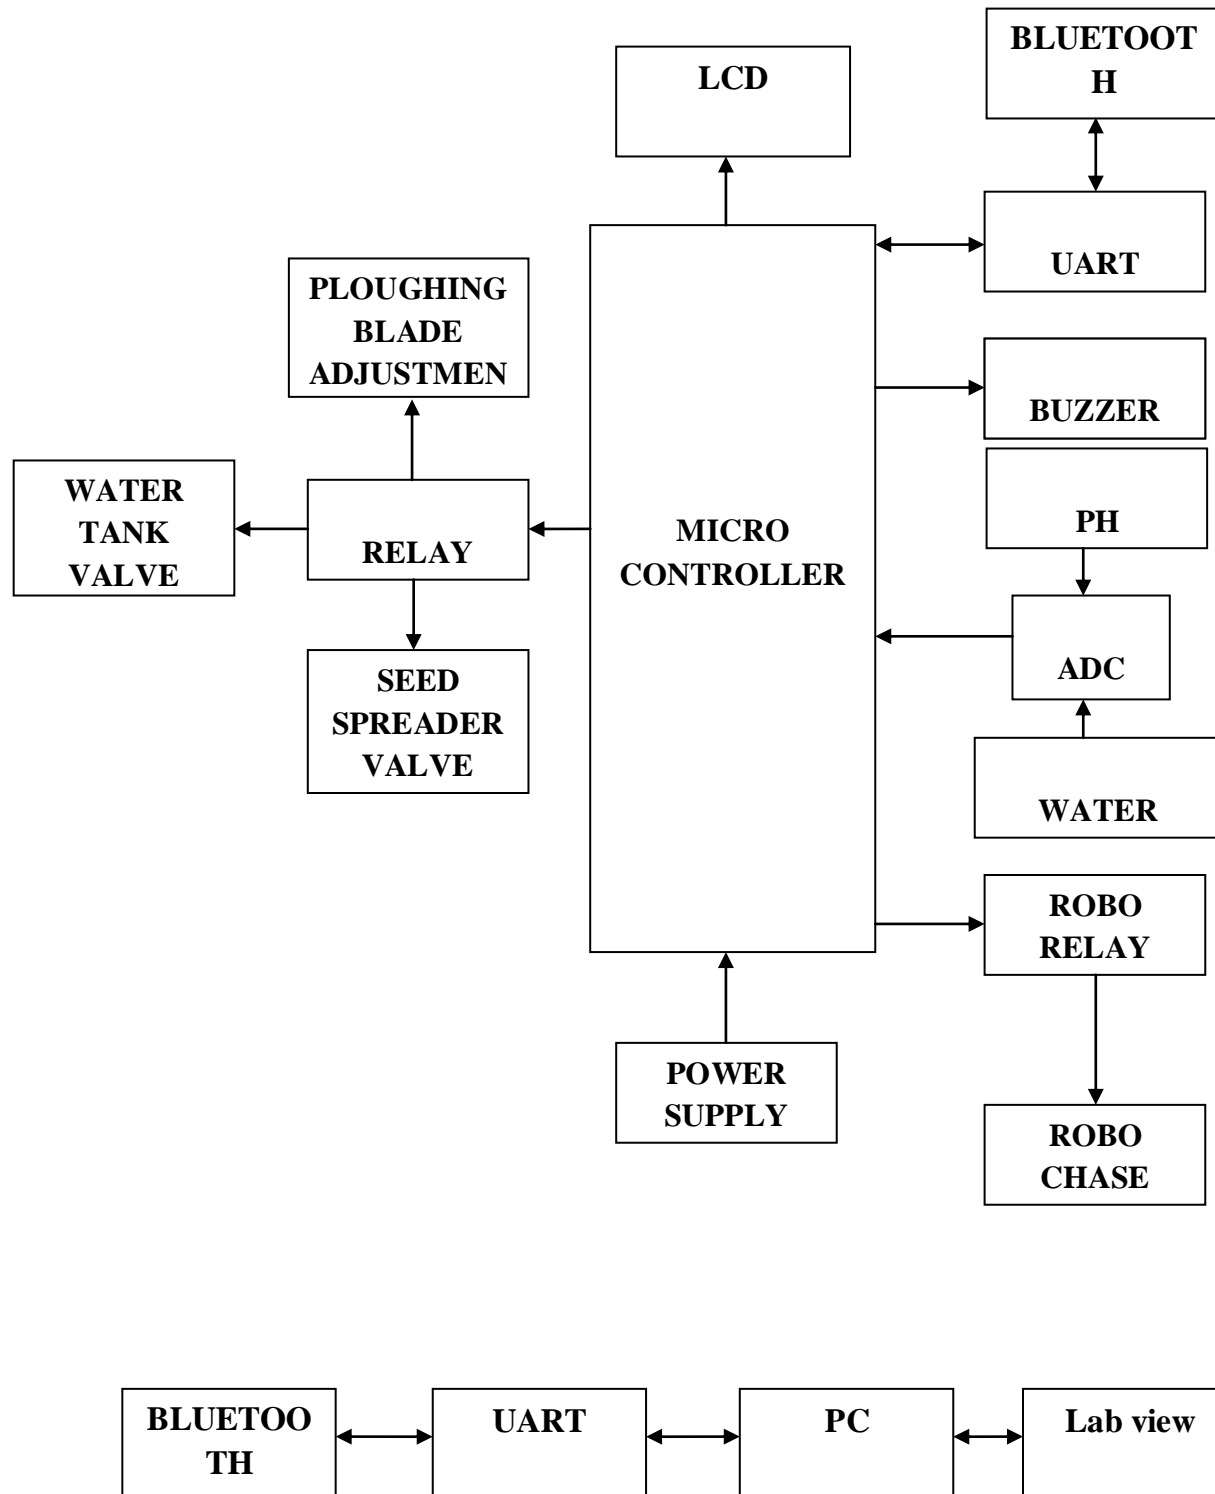 BLUETOOT
H
LCD
UART
PLOUGHING
BLADE
ADJUSTMEN
BUZZER
WATER
TANK
VALVE
RELAY
MICRO
CONTROLLER
PH
ADC
SEED
SPREADER
VALVE
WATER
ROBO
RELAY
POWER
SUPPLY
ROBO
CHASE
BLUETOO
TH
UART
PC
Lab view